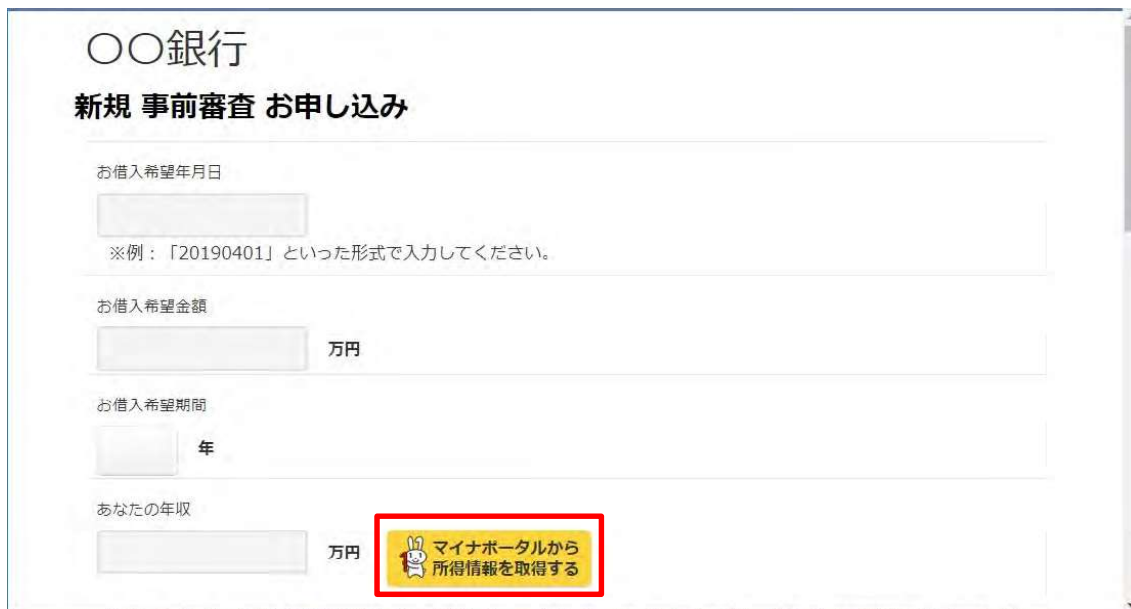 〇〇銀行
新規 事前審査 お申し込み
お借入希望年月日
※例：「20190401」といった形式で入力してください。
お借入希望金額
万円
お借入希望期間
年
あなたの年収
万円
マイナポータルから
所得情報を取得する